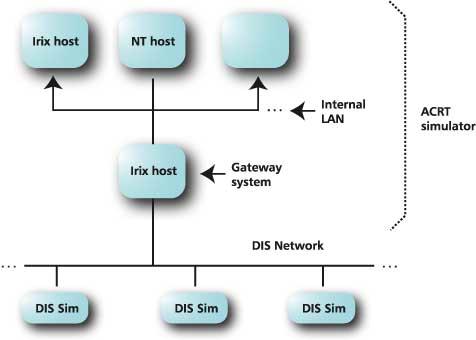 Irix host
NT host
... Internal
LAN
ACRT
simulator
Irix host
Gateway
system
DIS Network
... ...
DIS Sim
DIS Sim
DIS Sim